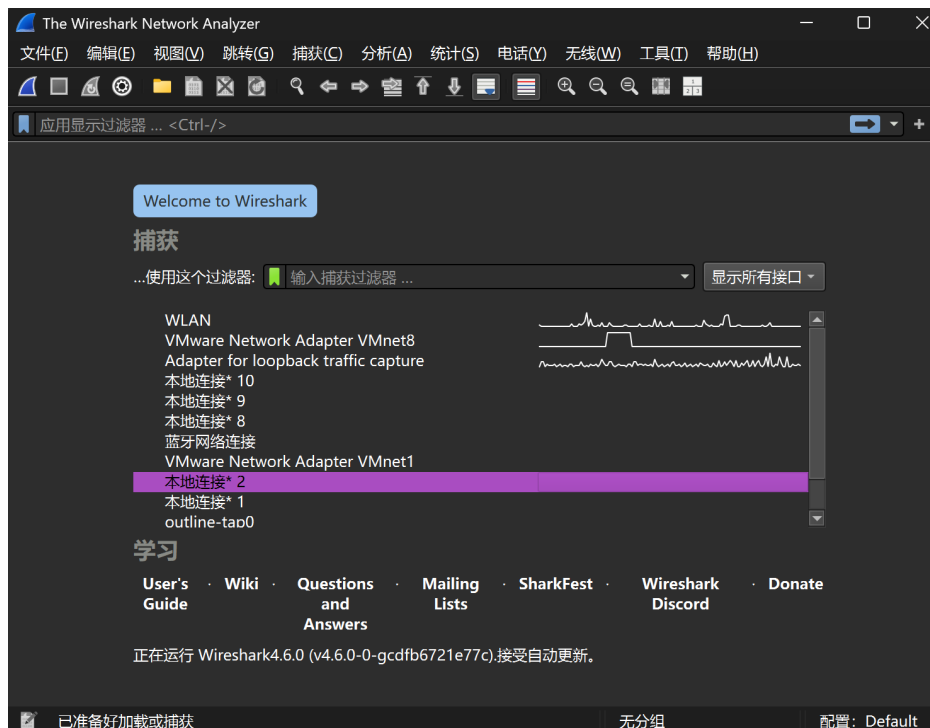 The Wireshark Network Analyzer
文件(F) 编辑(E) 视图(V) 跳转(G) 捕获(C) 分析(A) 统计(S) 电话(Y) 无线(W) 工具(T) 帮助(H)
应用显示过滤器 … <Ctrl-/>
Welcome to Wireshark
捕获
…使用这个过滤器: 输入捕获过滤器 … 显示所有接口
WLAN
VMware Network Adapter VMnet8
Adapter for loopback traffic capture
本地连接* 10
本地连接* 9
本地连接* 8
蓝牙网络连接
VMware Network Adapter VMnet1
本地连接* 2
本地连接* 1
outline-tap0
学习
User's Guide · Wiki · Questions and Answers · Mailing Lists · SharkFest · Wireshark Discord · Donate
正在运行 Wireshark4.6.0 (v4.6.0-0-gcdfb6721e77c).接受自动更新。
已准备好加载或捕获 无分组 配置：Default